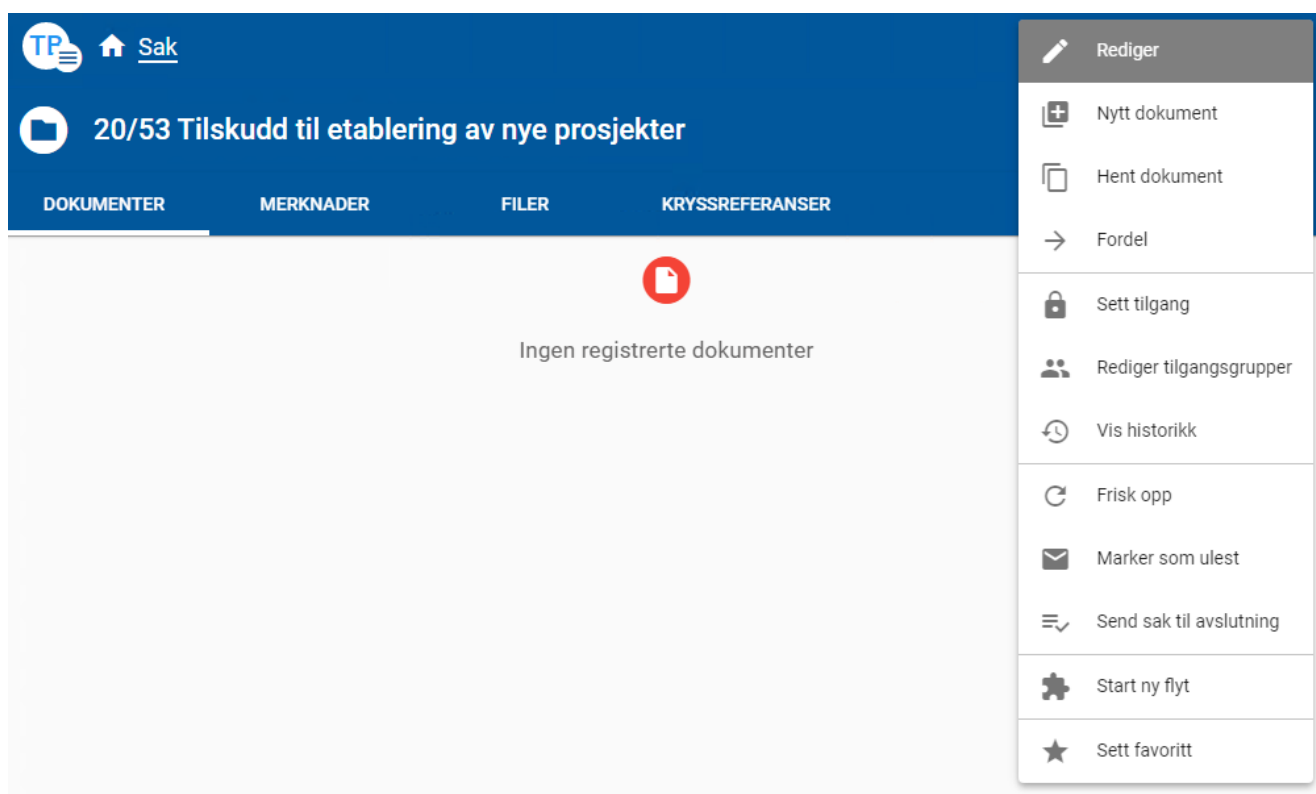 TP Sak
20/53 Tilskudd til etablering av nye prosjekter
DOKUMENTER MERKNADER FILER KRYSSREFERANSER
Ingen registrerte dokumenter
Rediger
Nytt dokument
Hent dokument
Fordel
Sett tilgang
Rediger tilgangsgrupper
Vis historikk
Frisk opp
Marker som ulest
Send sak til avslutning
Start ny flyt
Sett favoritt